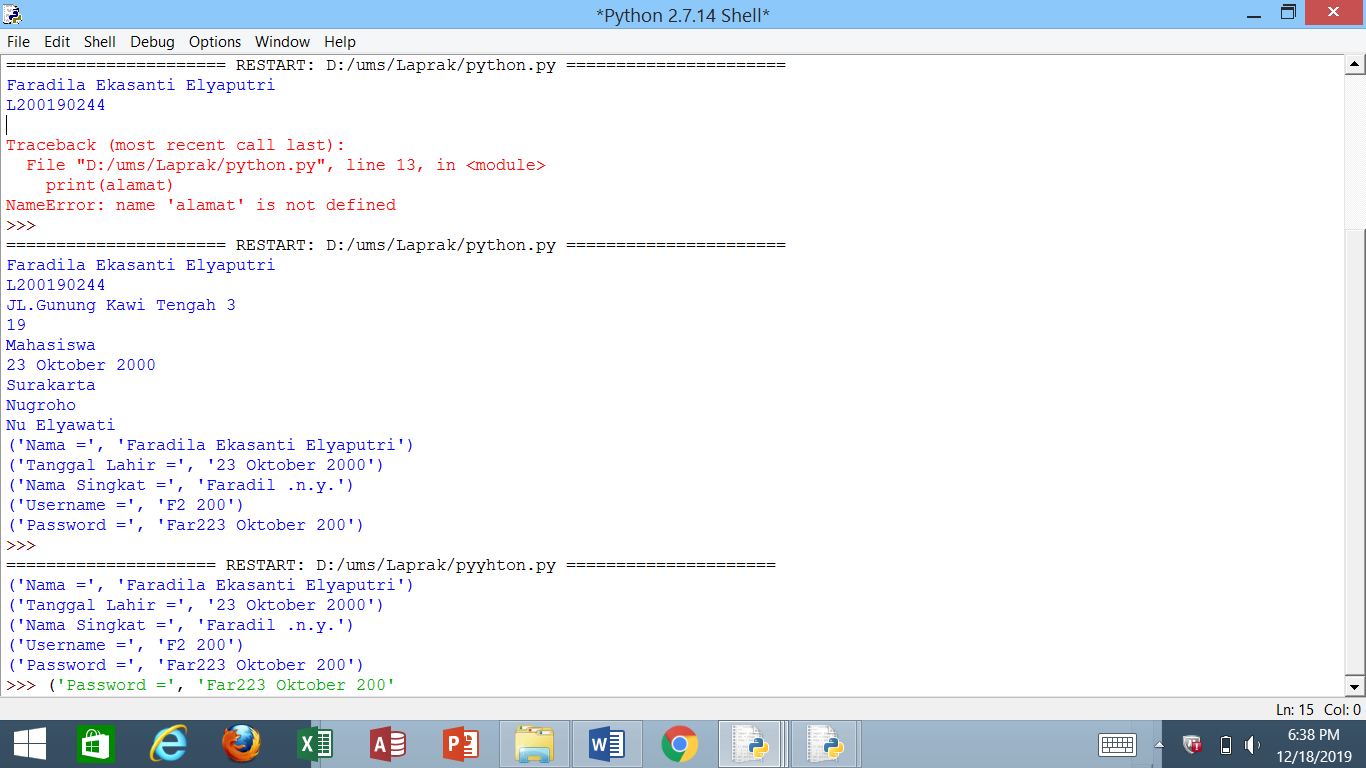 *Python 2.7.14 Shell*
File Edit Shell Debug Options Window Help
====================== RESTART: D:/ums/Laprak/python.py ======================
Faradila Ekasanti Elyaputri
L200190244
Traceback (most recent call last):
  File "D:/ums/Laprak/python.py", line 13, in <module>
    print(alamat)
NameError: name 'alamat' is not defined
>>>
====================== RESTART: D:/ums/Laprak/python.py ======================
Faradila Ekasanti Elyaputri
L200190244
JL.Gunung Kawi Tengah 3
19
Mahasiswa
23 Oktober 2000
Surakarta
Nugroho
Nu Elyawati
('Nama =', 'Faradila Ekasanti Elyaputri')
('Tanggal Lahir =', '23 Oktober 2000')
('Nama Singkat =', 'Faradil .n.y.')
('Username =', 'F2 200')
('Password =', 'Far223 Oktober 200')
>>>
===================== RESTART: D:/ums/Laprak/pyyhton.py =====================
('Nama =', 'Faradila Ekasanti Elyaputri')
('Tanggal Lahir =', '23 Oktober 2000')
('Nama Singkat =', 'Faradil .n.y.')
('Username =', 'F2 200')
('Password =', 'Far223 Oktober 200')
>>> ('Password =', 'Far223 Oktober 200'
Ln: 15 Col: 0
6:38 PM
12/18/2019